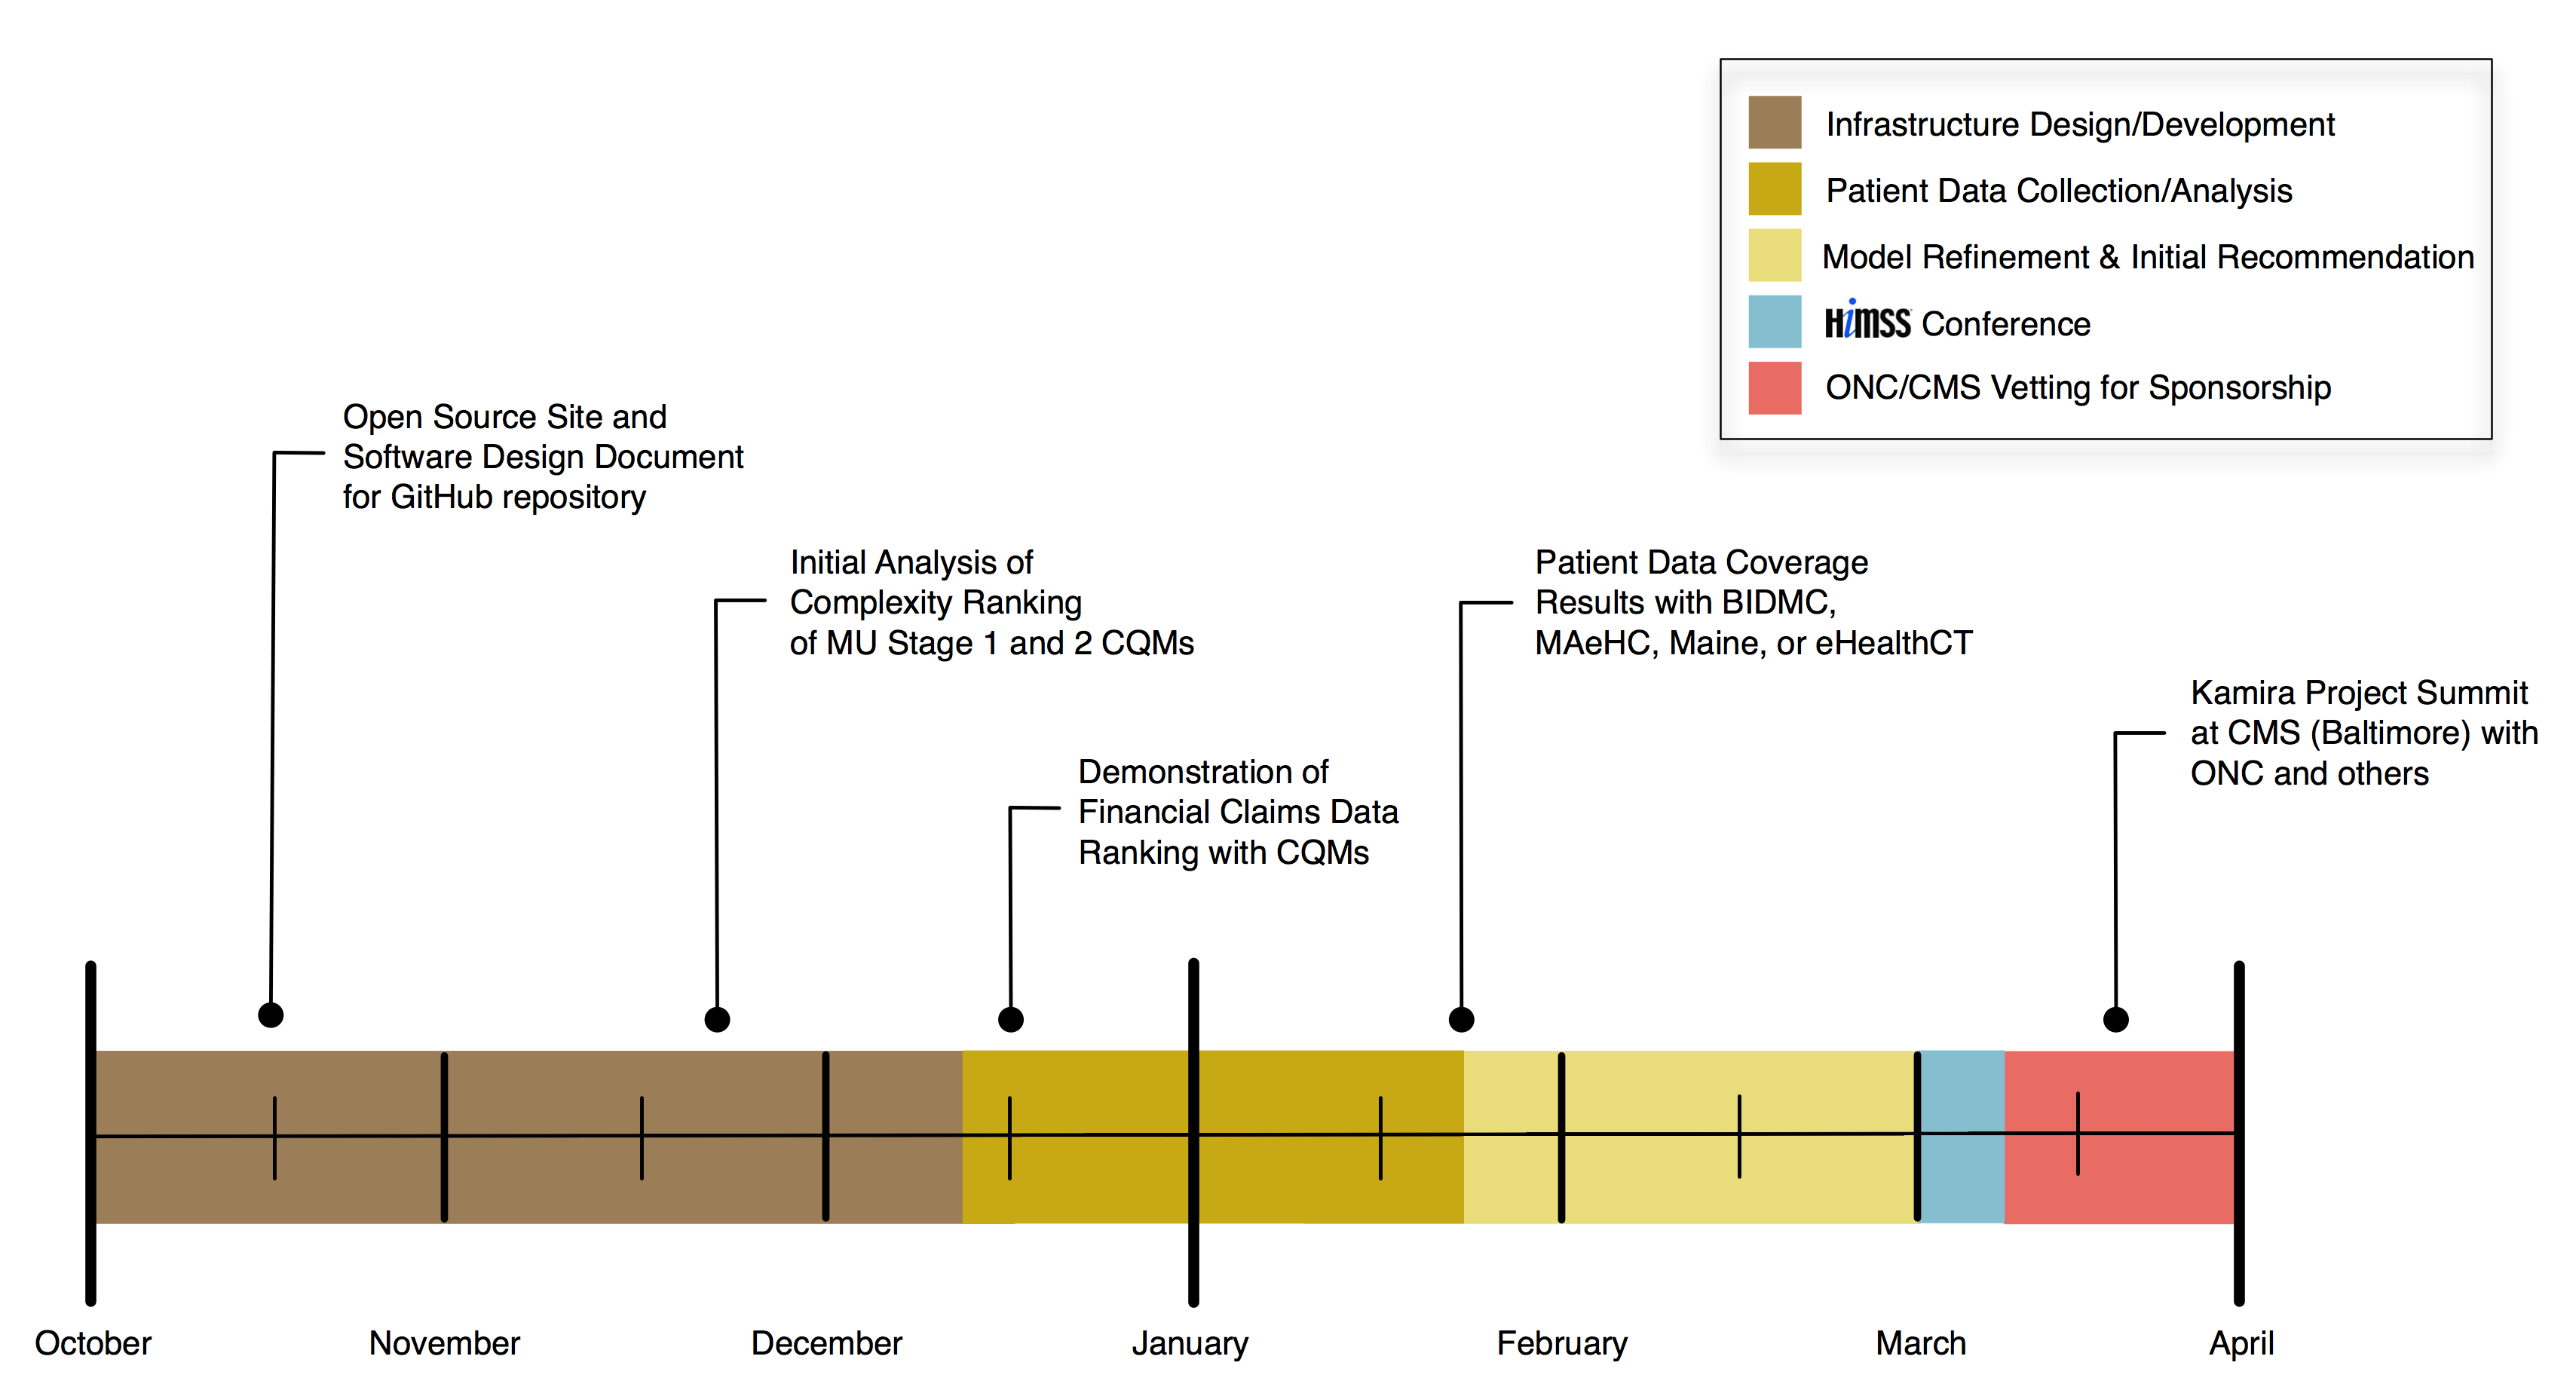 Infrastructure Design/Development
Patient Data Collection/Analysis
Model Refinement & Initial Recommendation
HiMSS Conference
ONC/CMS Vetting for Sponsorship
Open Source Site and
Software Design Document
for GitHub repository
Initial Analysis of
Complexity Ranking
of MU Stage 1 and 2 CQMs
Demonstration of
Financial Claims Data
Ranking with CQMs
Patient Data Coverage
Results with BIDMC,
MAeHC, Maine, or eHealthCT
Kamira Project Summit
at CMS (Baltimore) with
ONC and others
October
November
December
January
February
March
April